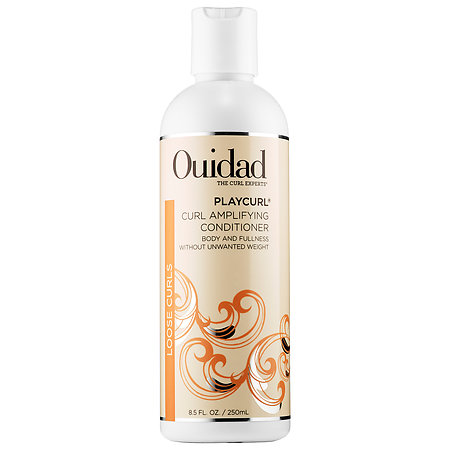 Ouidad
THE CURL EXPERTS®
PLAYCURL®
CURL AMPLIFYING
CONDITIONER
BODY AND FULLNESS
WITHOUT UNWANTED WEIGHT
LOOSE CURLS
8.5 FL. OZ. / 250mL